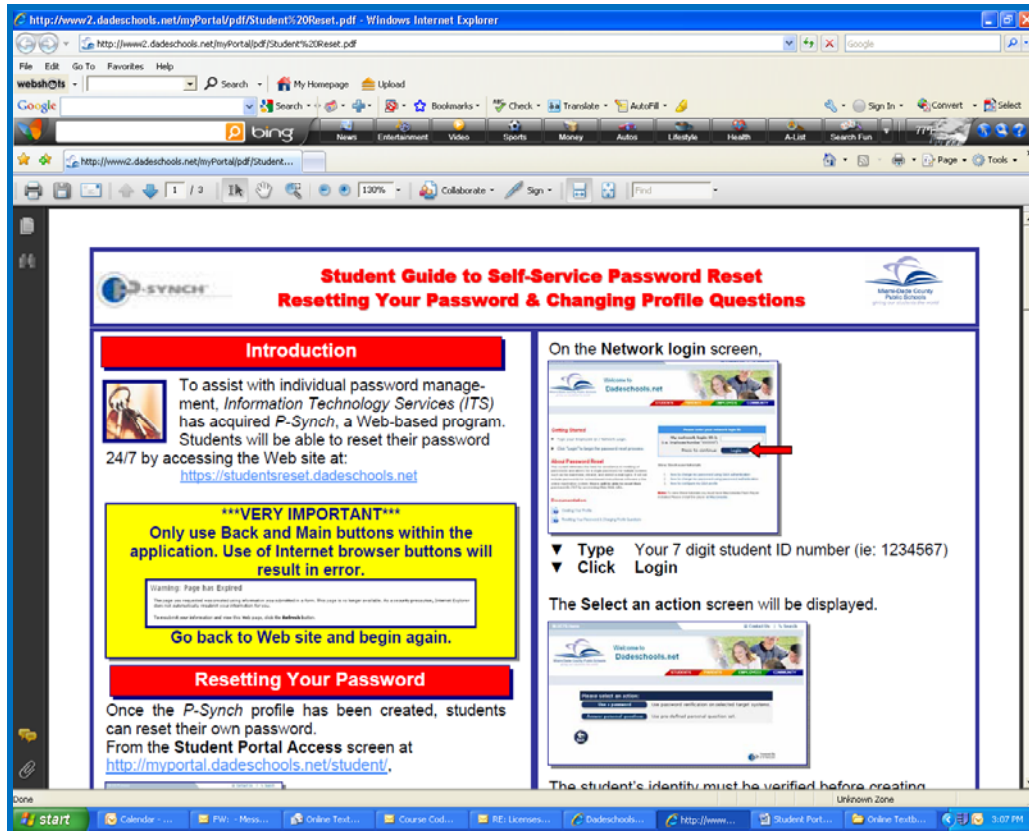 http://www2.dadeschools.net/myPortal/pdf/Student%20Reset.pdf - Windows Internet Explorer
http://www2.dadeschools.net/myPortal/pdf/Student%20Reset.pdf
Google
File Edit Go To Favorites Help
webshots Search My Homepage Upload
Google Search Bookmarks Check Translate AutoFill Sign In Convert Select
bing News Entertainment Video Sports Money Autos Lifestyle Health A-List Search Fun 77°F
http://www2.dadeschools.net/myPortal/pdf/Student... Page Tools
1 / 3 130% Collaborate Sign Find
P-SYNCH
Student Guide to Self-Service Password Reset
Resetting Your Password & Changing Profile Questions
Miami-Dade County
Public Schools
giving our students the world
Introduction
To assist with individual password manage-
ment, Information Technology Services (ITS)
has acquired P-Synch, a Web-based program.
Students will be able to reset their password
24/7 by accessing the Web site at:
https://studentsreset.dadeschools.net
***VERY IMPORTANT***
Only use Back and Main buttons within the
application. Use of Internet browser buttons will
result in error.
Warning: Page has Expired
Go back to Web site and begin again.
Resetting Your Password
Once the P-Synch profile has been created, students
can reset their own password.
From the Student Portal Access screen at
http://myportal.dadeschools.net/student/,
On the Network login screen,
Welcome to
Dadeschools.net
Getting Started
About Password Reset
Documentation
Login
▼ Type Your 7 digit student ID number (ie: 1234567)
▼ Click Login
The Select an action screen will be displayed.
Welcome to
Dadeschools.net
Please select an action:
The student's identity must be verified before creating
Done Unknown Zone
start Calendar - ... FW: - Mess... Online Text... Course Cod... RE: Licenses... Dadeschools... http://www... Student Port... Online Textb... 3:07 PM